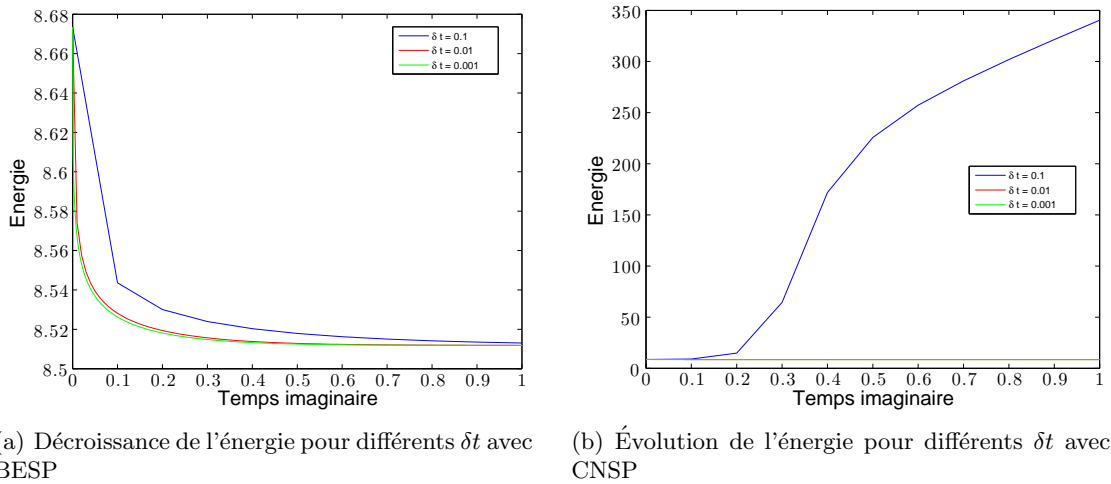 8.68
8.66
8.64
8.62
8.6
8.58
8.56
8.54
8.52
8.5
0 0.1 0.2 0.3 0.4 0.5 0.6 0.7 0.8 0.9 1
Energie
Temps imaginaire
δ t = 0.1
δ t = 0.01
δ t = 0.001
(a) Décroissance de l'énergie pour différents δt avec
BESP
350
300
250
200
150
100
50
0
0 0.1 0.2 0.3 0.4 0.5 0.6 0.7 0.8 0.9 1
Energie
Temps imaginaire
δ t = 0.1
δ t = 0.01
δ t = 0.001
(b) Évolution de l'énergie pour différents δt avec
CNSP